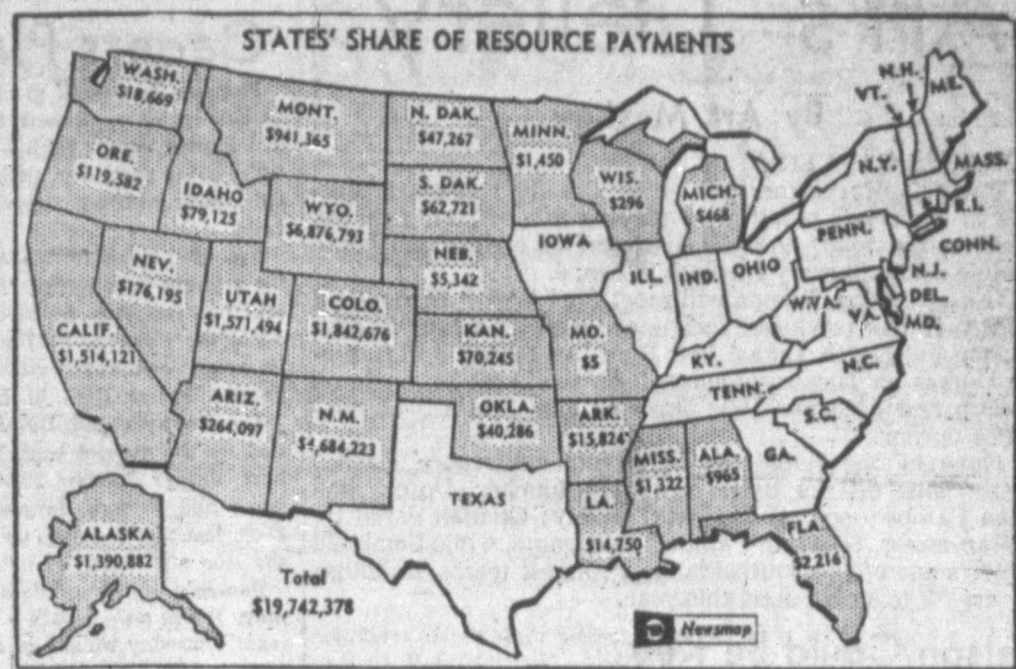 STATES' SHARE OF RESOURCE PAYMENTS
WASH.
$18,669
MONT.
$941,365
N. DAK.
$47,267
MINN.
$1,450
N.H.
VT.
ME.
ORE.
$119,582
IDAHO
$79,125
WYO.
$6,876,793
S. DAK.
$62,721
WIS.
$296
MICH.
$468
N.Y.
MASS.
R.I.
CONN.
NEV.
$176,195
UTAH
$1,571,494
COLO.
$1,842,676
NEB.
$5,342
IOWA
ILL.
IND.
OHIO
PENN.
N.J.
DEL.
MD.
W.VA.
VA.
CALIF.
$1,514,121
KAN.
$70,245
MO.
$5
KY.
N.C.
TENN.
ARIZ.
$264,097
N.M.
$4,684,223
OKLA.
$40,286
ARK.
$15,824
S.C.
MISS.
$1,322
ALA.
$965
GA.
TEXAS
LA.
$14,750
FLA.
$2,216
ALASKA
$1,390,882
Total
$19,742,378
Newsmap